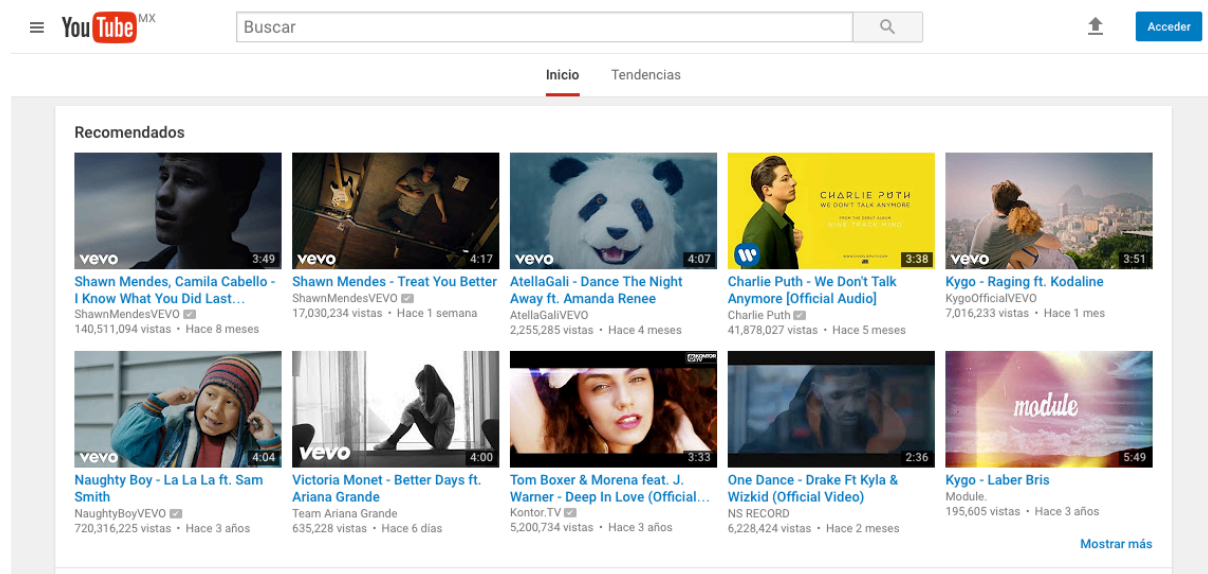 YouTube MX
Buscar
Acceder
Inicio Tendencias
Recomendados
vevo 3:49
vevo 4:17
vevo 4:07
CHARLIE PUTH
WE DON'T TALK ANYMORE
FROM THE DEBUT ALBUM
NINE TRACK MIND
3:38
vevo 3:51
Shawn Mendes, Camila Cabello -
I Know What You Did Last...
ShawnMendesVEVO
140,511,094 vistas • Hace 8 meses
Shawn Mendes - Treat You Better
ShawnMendesVEVO
17,030,234 vistas • Hace 1 semana
AtellaGali - Dance The Night
Away ft. Amanda Renee
AtellaGaliVEVO
2,255,285 vistas • Hace 4 meses
Charlie Puth - We Don't Talk
Anymore [Official Audio]
Charlie Puth
41,878,027 vistas • Hace 5 meses
Kygo - Raging ft. Kodaline
KygoOfficialVEVO
7,016,233 vistas • Hace 1 mes
vevo 4:04
vevo 4:00
KONTOR TV
3:33
2:36
module
5:49
Naughty Boy - La La La ft. Sam
Smith
NaughtyBoyVEVO
720,316,225 vistas • Hace 3 años
Victoria Monet - Better Days ft.
Ariana Grande
Team Ariana Grande
635,228 vistas • Hace 6 días
Tom Boxer & Morena feat. J.
Warner - Deep In Love (Official...
Kontor.TV
5,200,734 vistas • Hace 3 años
One Dance - Drake Ft Kyla &
Wizkid (Official Video)
NS RECORD
6,228,424 vistas • Hace 2 meses
Kygo - Laber Bris
Module.
195,605 vistas • Hace 3 años
Mostrar más